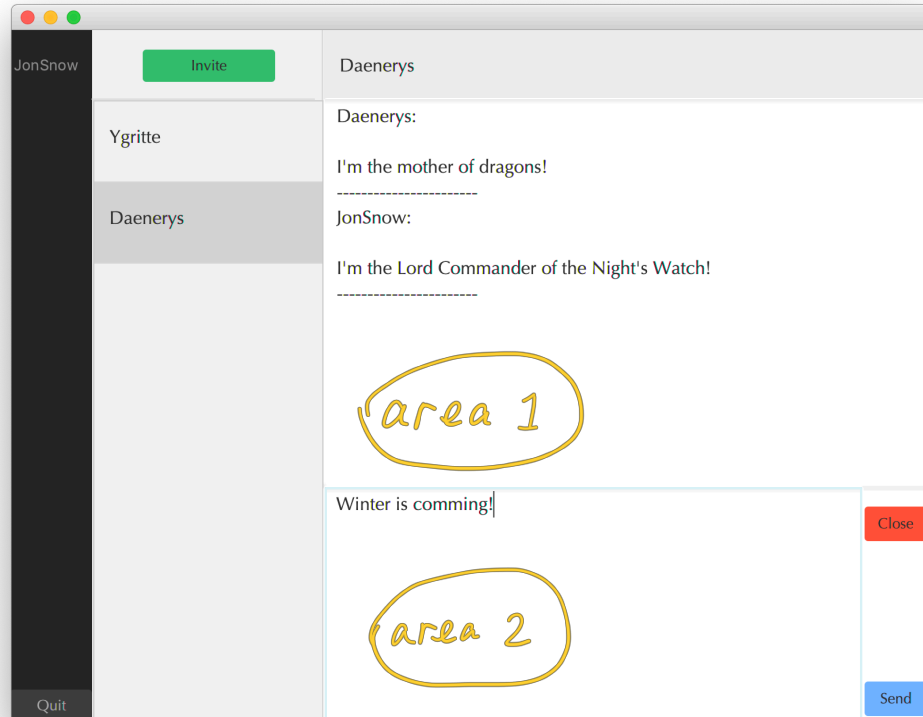 JonSnow
Invite
Daenerys
Ygritte
Daenerys
Daenerys:
I'm the mother of dragons!
-----------------------
JonSnow:
I'm the Lord Commander of the Night's Watch!
-----------------------
area 1
Winter is comming!
Close
area 2
Send
Quit